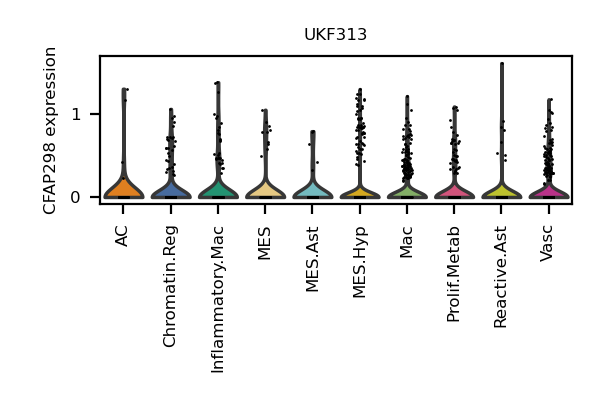 UKF313
CFAP298 expression
1
0
AC
Chromatin.Reg
Inflammatory.Mac
MES
MES.Ast
MES.Hyp
Mac
Prolif.Metab
Reactive.Ast
Vasc